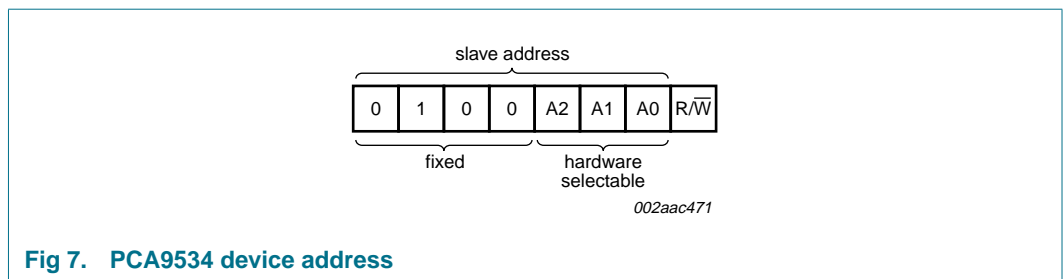 slave address
0 1 0 0 A2 A1 A0 R/W̅
fixed hardware
selectable
002aac471
Fig 7. PCA9534 device address